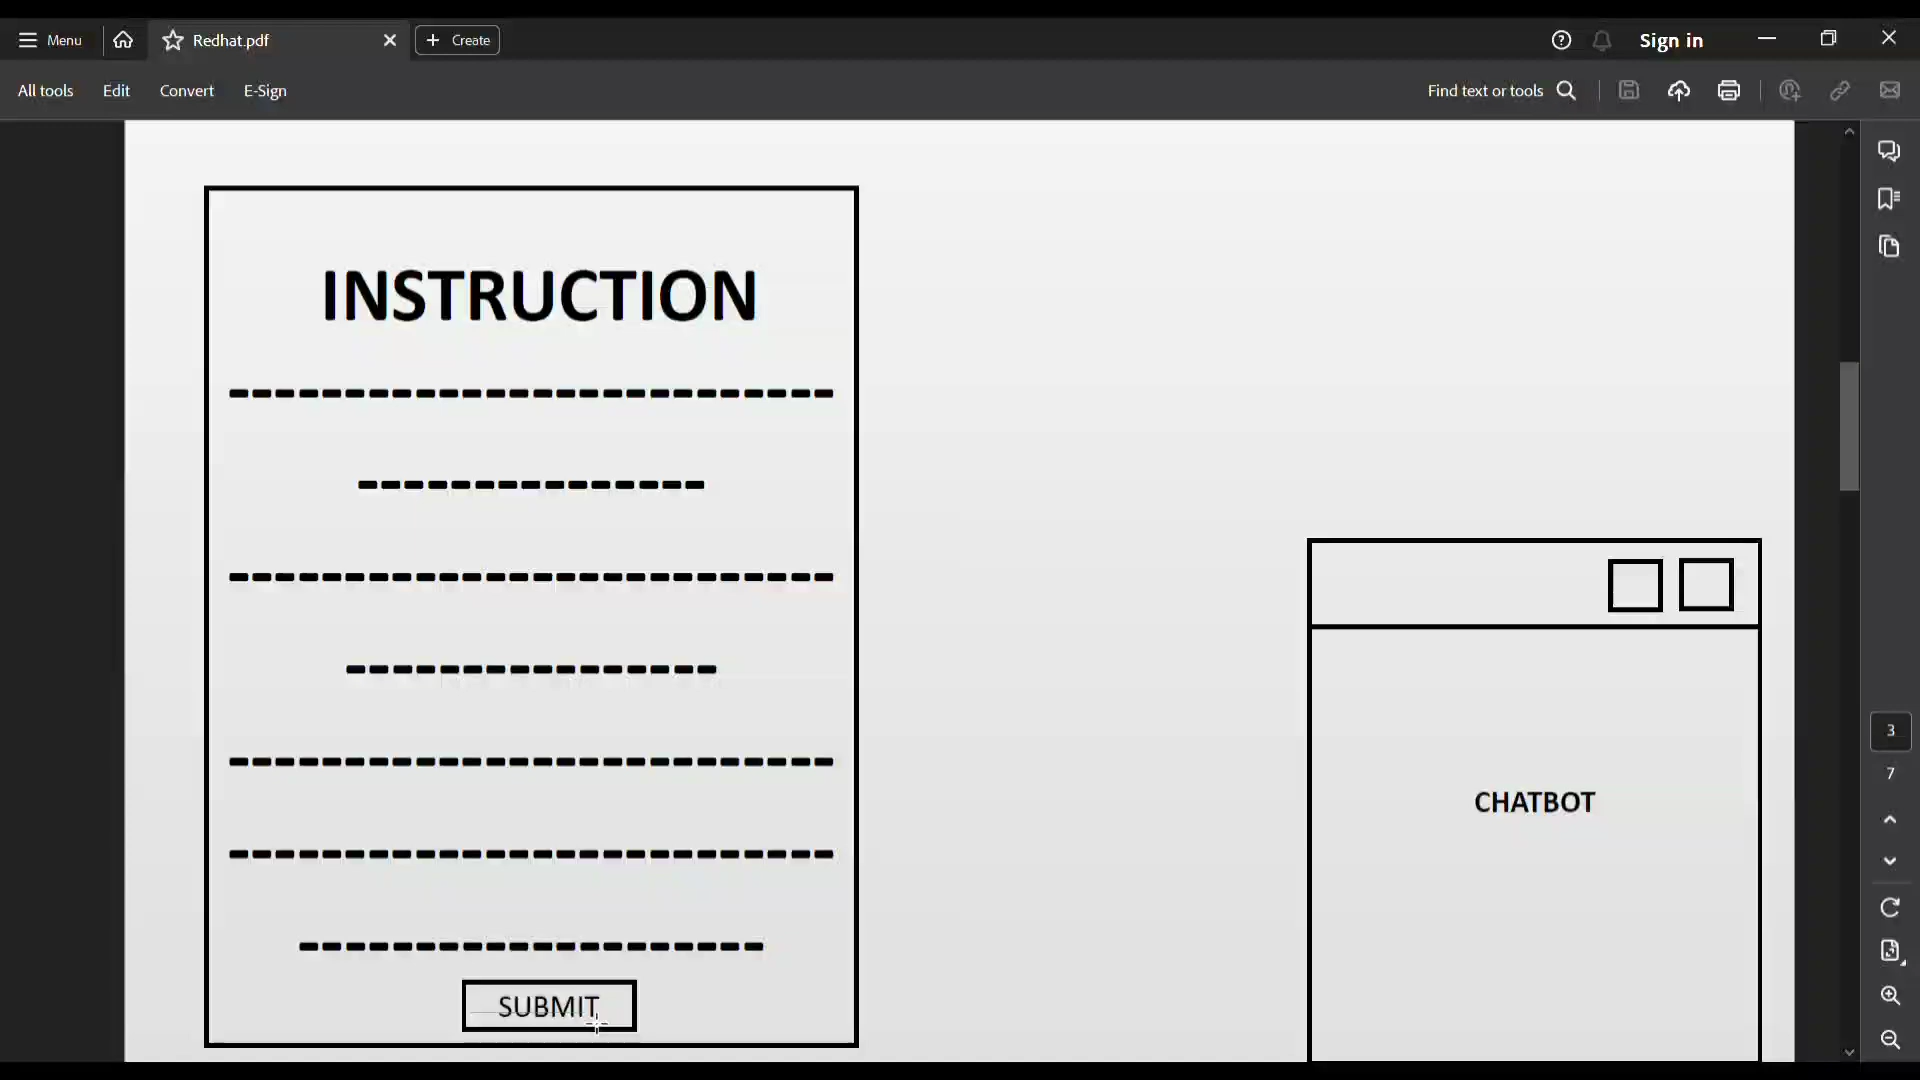 Menu
Redhat.pdf
Create
Sign in
All tools
Edit
Convert
E-Sign
Find text or tools
INSTRUCTION
--------------------------
---------------
--------------------------
----------------
--------------------------
--------------------------
--------------------
SUBMIT
CHATBOT
3
7